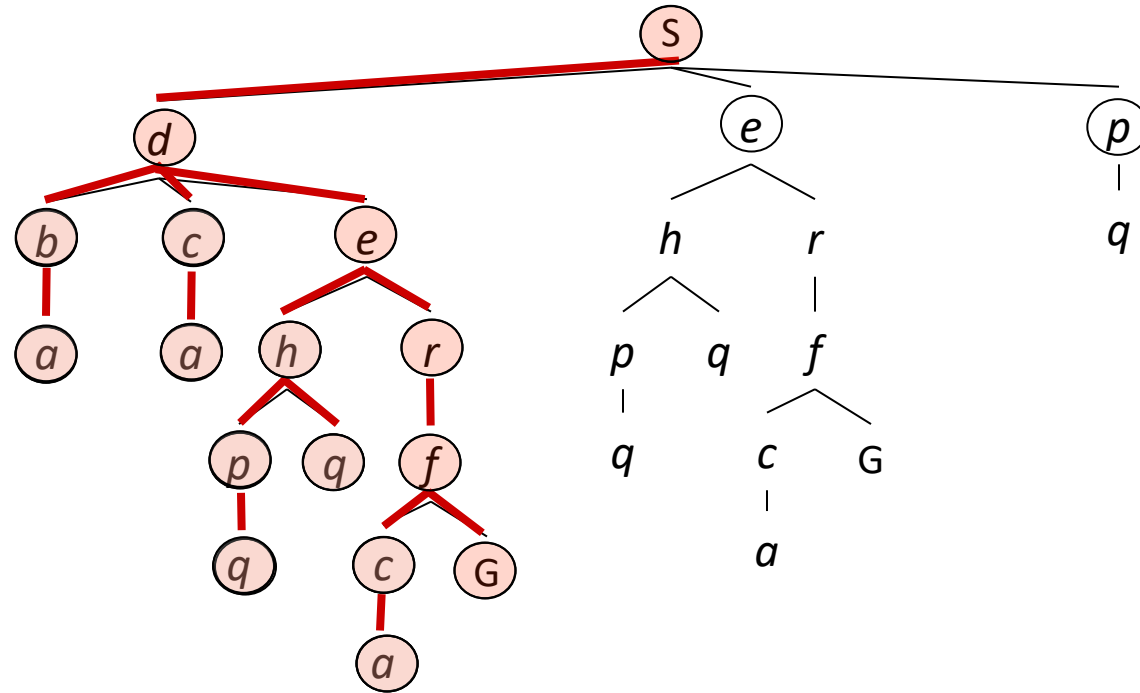 S
d e p
b c e h r q
a a h r p q f
p q f q c G
q c G a
a